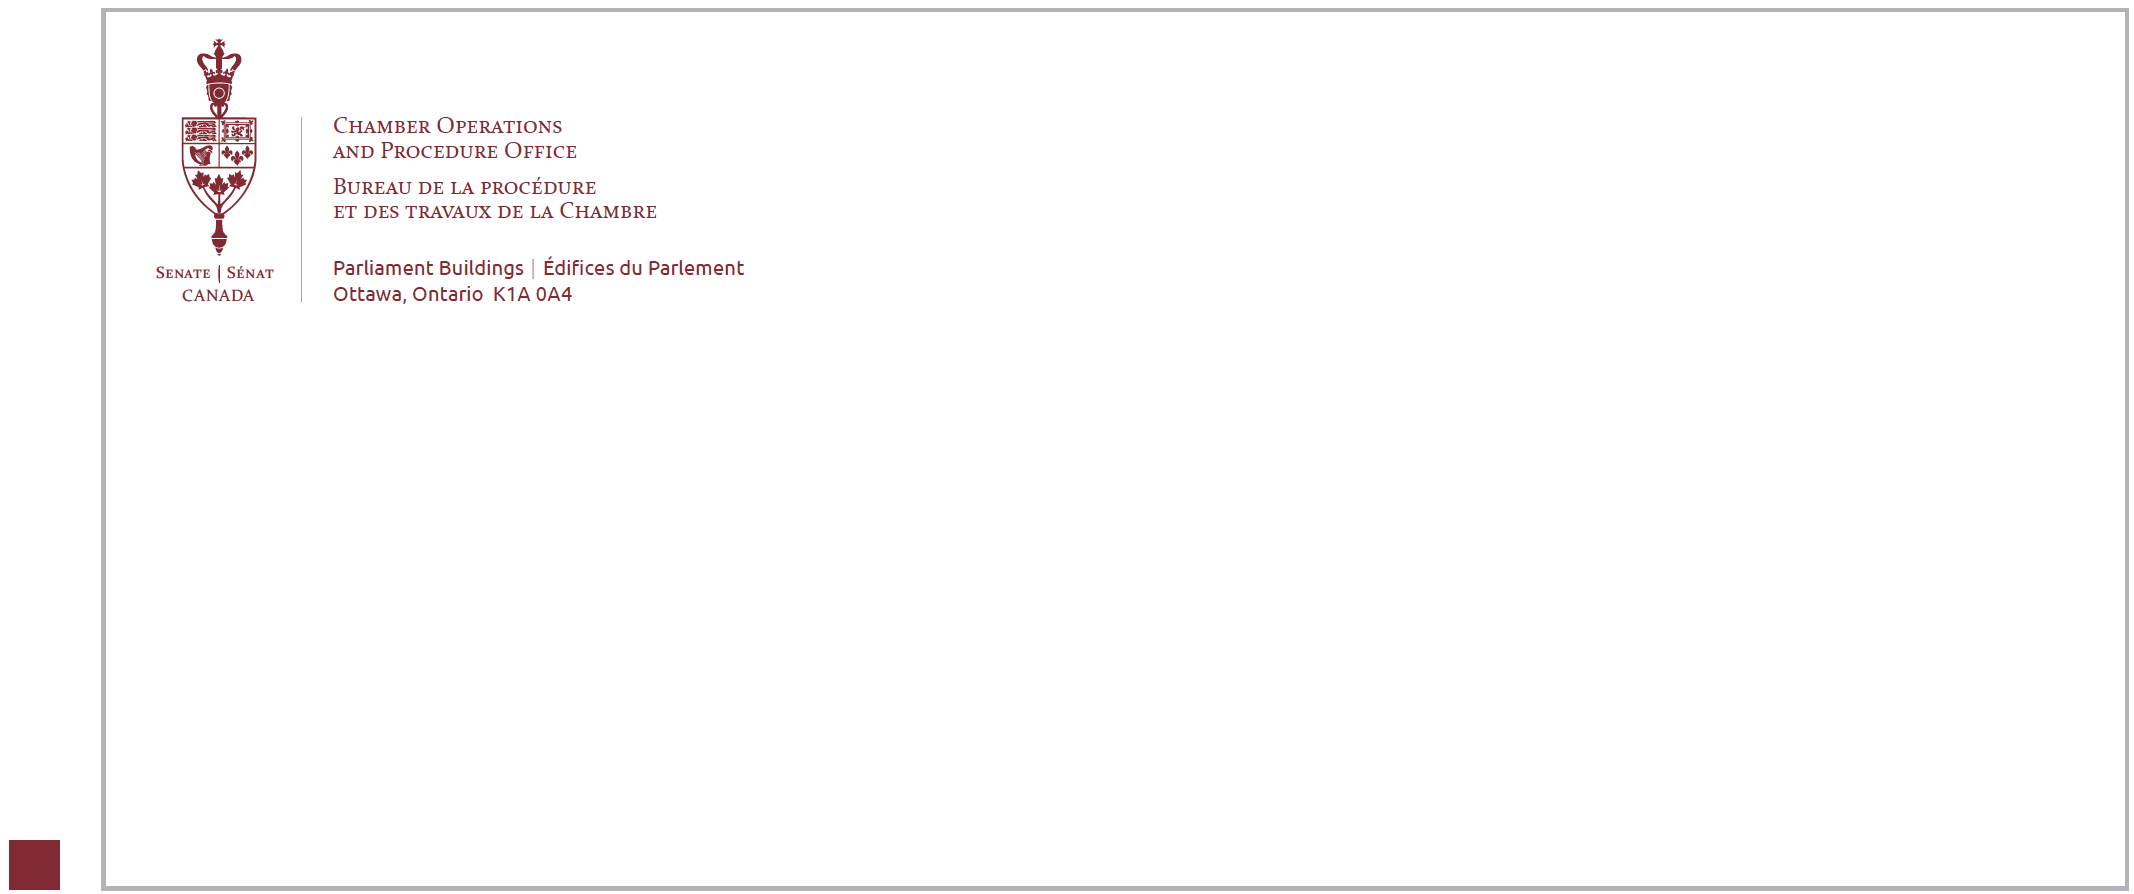 Chamber Operations
and Procedure Office
Bureau de la procédure
et des travaux de la Chambre
Senate | Sénat
CANADA
Parliament Buildings | Édifices du Parlement
Ottawa, Ontario K1A 0A4